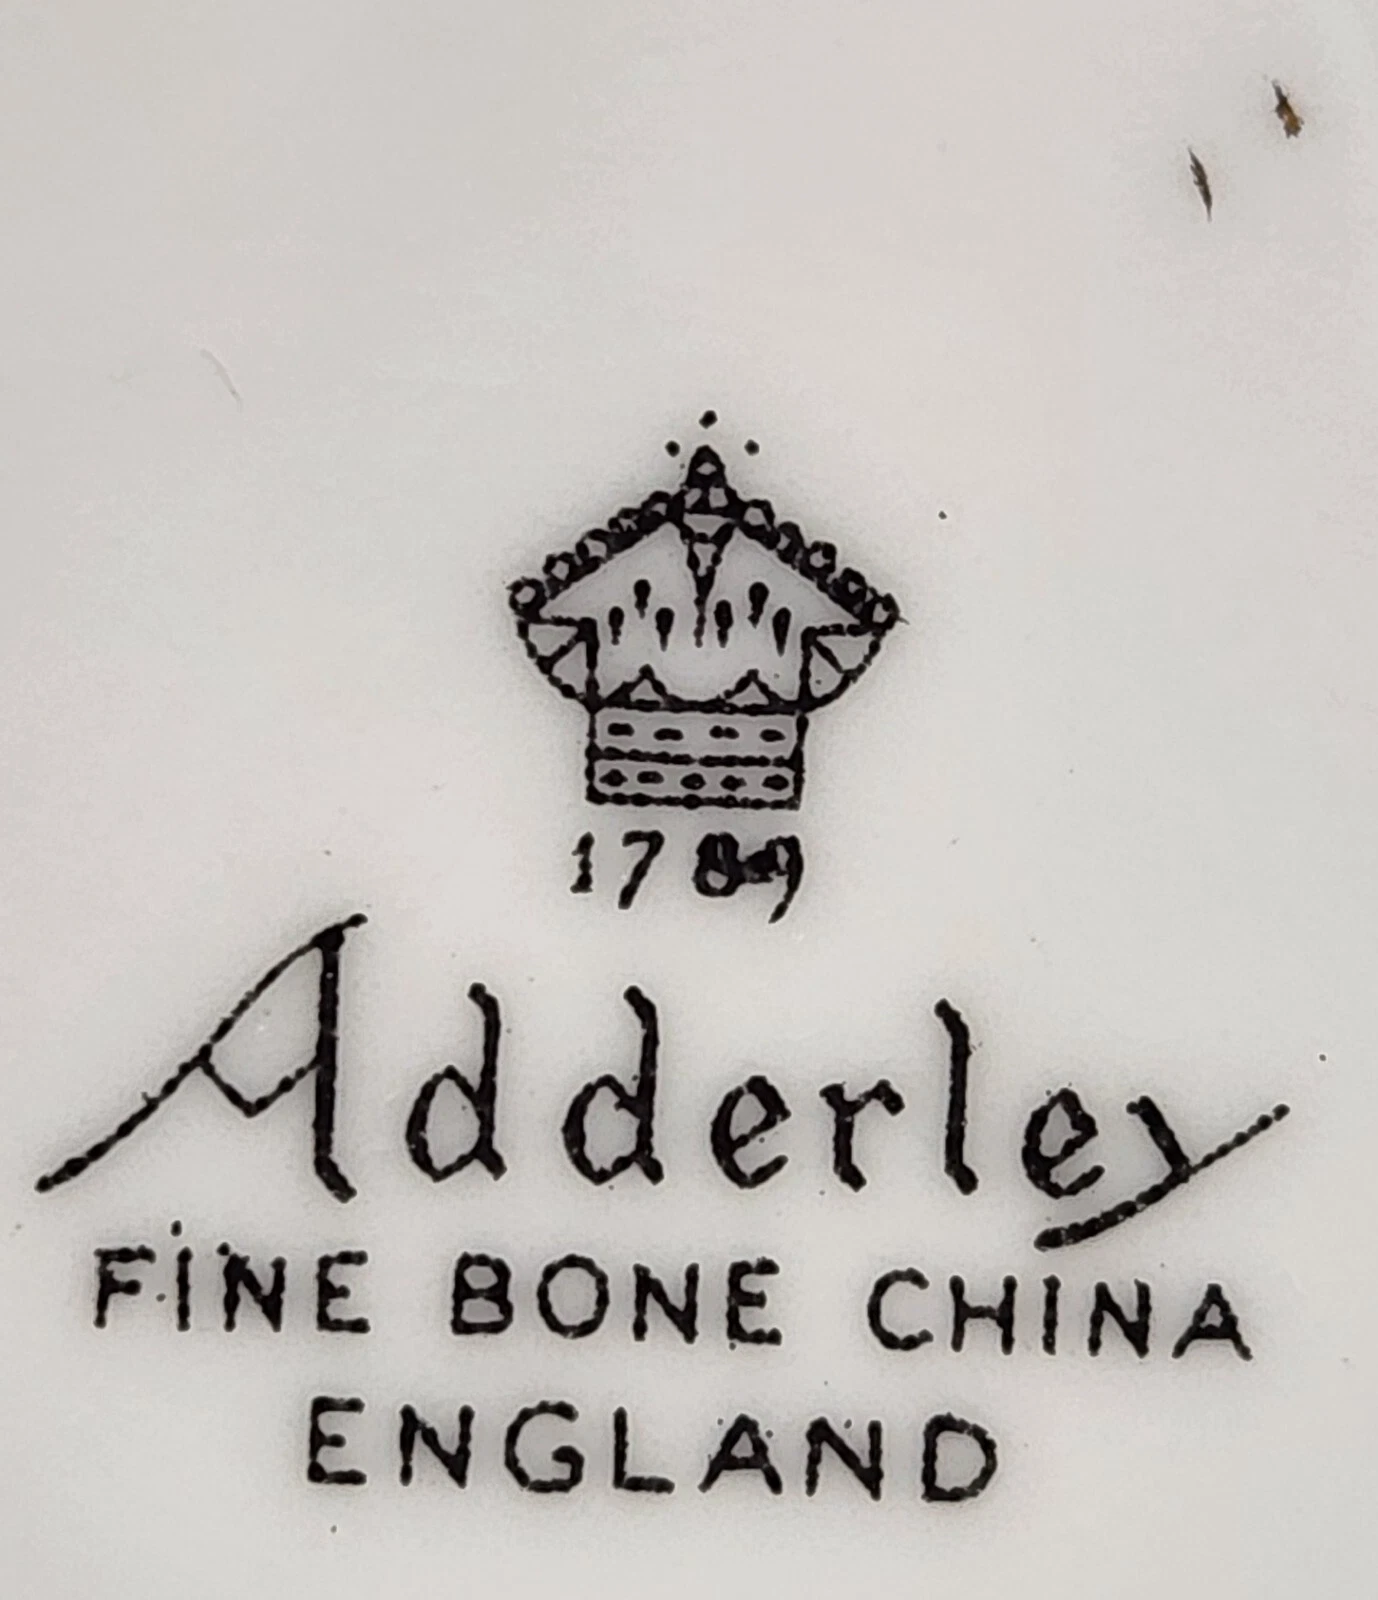 1789
Adderley
FINE BONE CHINA
ENGLAND